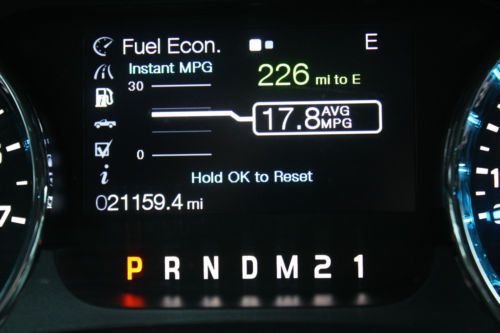 Fuel Econ. E
Instant MPG
30
226 mi to E
17.8 AVG MPG
0
i
Hold OK to Reset
021159.4 mi
P R N D M 2 1
7